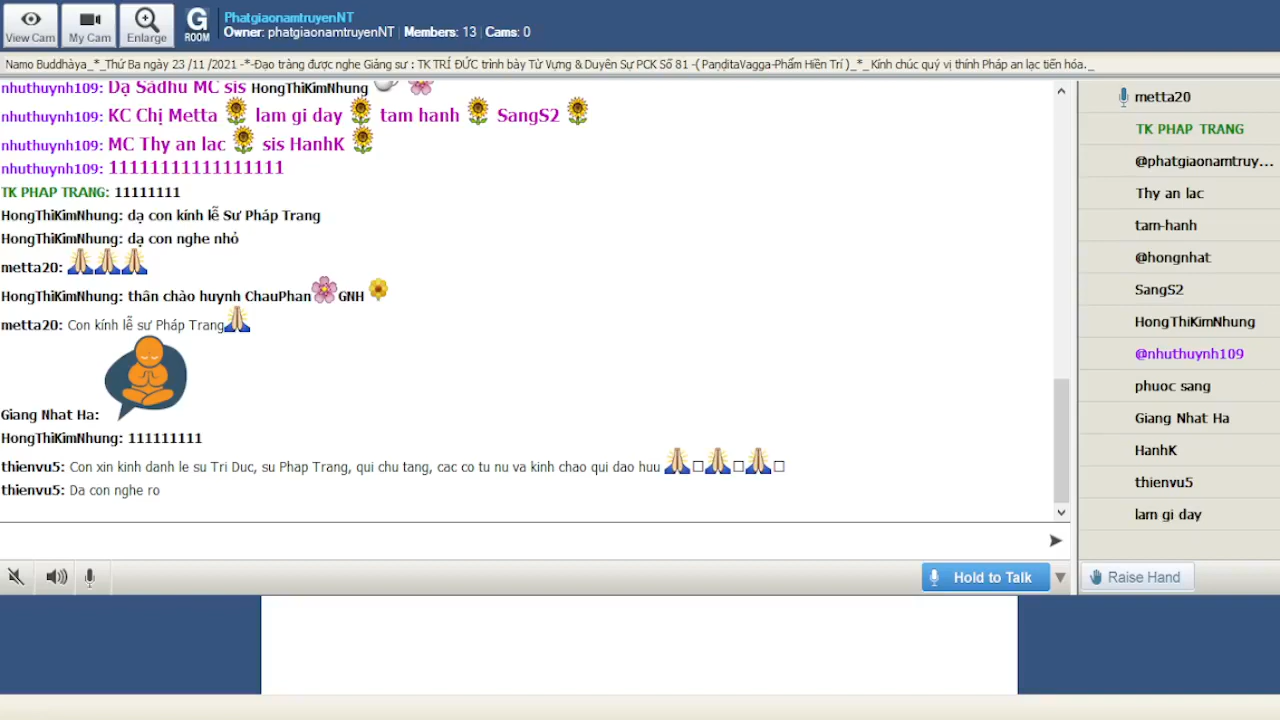 View Cam
My Cam
Enlarge
G
ROOM
PhatgiaonamtruyenNT
Owner: phatgiaonamtruyenNT | Members: 13 | Cams: 0
Namo Buddhàya_*_Thứ Ba ngày 23 /11 /2021 -*-Đạo tràng được nghe Giảng sư : TK TRÍ ĐỨC trình bày Từ Vựng & Duyên Sự PCK Số 81 -( PaṇḍitaVagga-Phẩm Hiền Trí )_*_ Kính chúc quý vị thính Pháp an lạc tiến hóa._
nhuthuynh109: Dạ Sādhu MC sis HongThiKimNhung
nhuthuynh109: KC Chị Metta lam gi day tam hanh SangS2
nhuthuynh109: MC Thy an lac sis HanhK
nhuthuynh109: 11111111111111111
TK PHAP TRANG: 11111111
HongThiKimNhung: dạ con kính lễ Sư Pháp Trang
HongThiKimNhung: dạ con nghe nhỏ
metta20:
HongThiKimNhung: thân chào huynh ChauPhan GNH
metta20: Con kính lễ sư Pháp Trang
Giang Nhat Ha:
HongThiKimNhung: 111111111
thienvu5: Con xin kinh danh le su Tri Duc, su Phap Trang, qui chu tang, cac co tu nu va kinh chao qui dao huu
thienvu5: Da con nghe ro
metta20
TK PHAP TRANG
@phatgiaonamtruy...
Thy an lac
tam-hanh
@hongnhat
SangS2
HongThiKimNhung
@nhuthuynh109
phuoc sang
Giang Nhat Ha
HanhK
thienvu5
lam gi day
Hold to Talk
Raise Hand